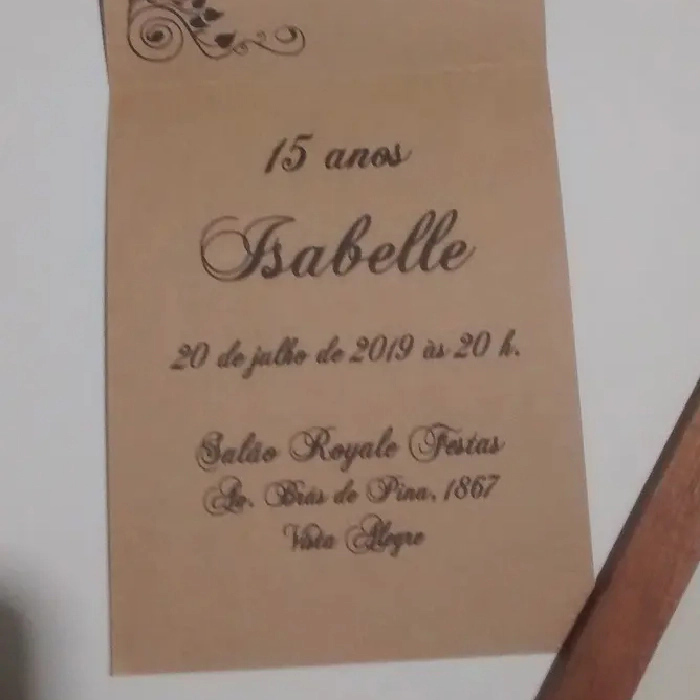 15 anos
Isabelle
20 de julho de 2019 às 20 h.
Salão Royale Festas
Av. Brás de Pina, 1867
Vista Alegre